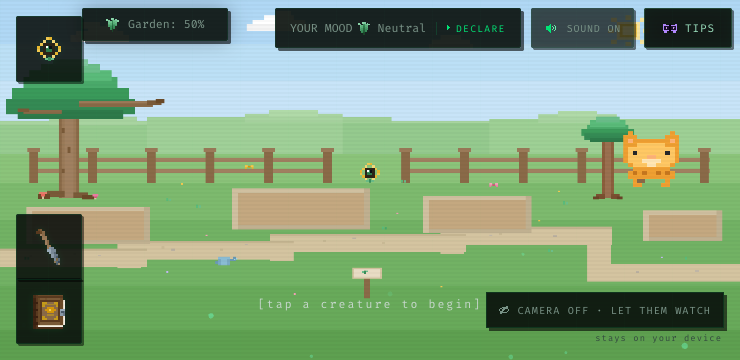 Garden: 50%
YOUR MOOD Neutral DECLARE
SOUND ON
TIPS
[tap a creature to begin]
CAMERA OFF · LET THEM WATCH
stays on your device